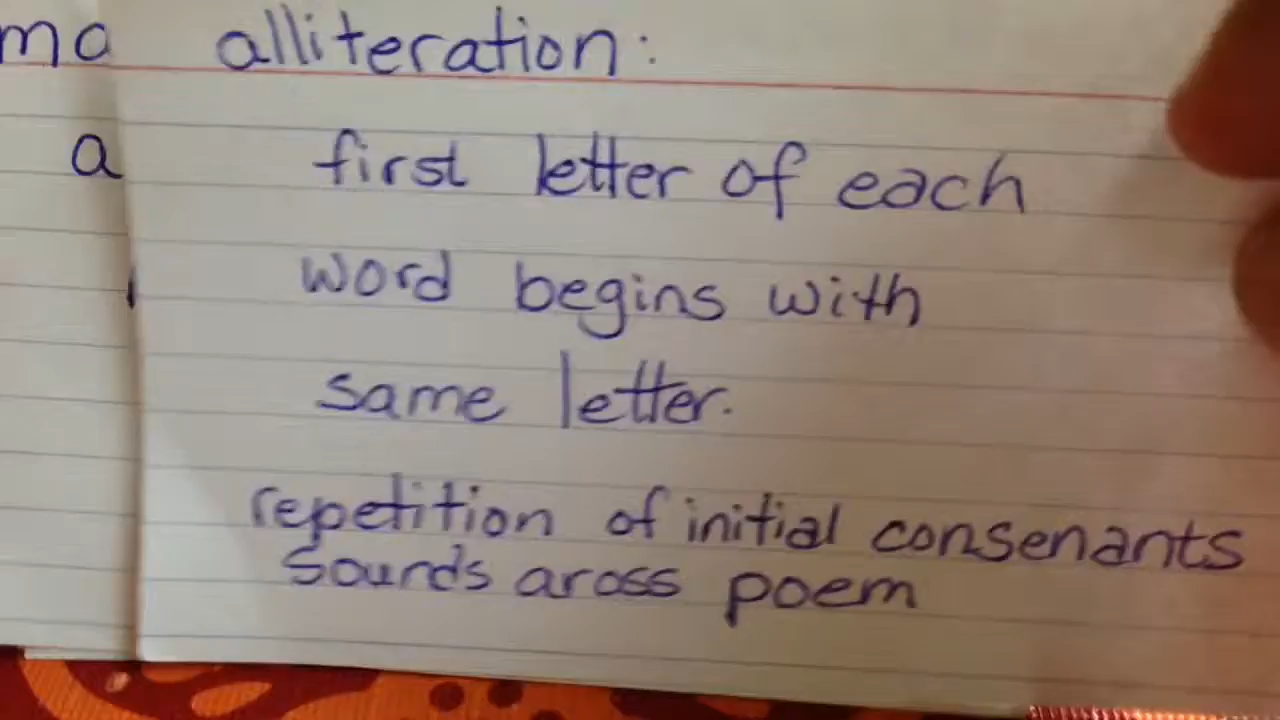 ma alliteration:
a first letter of each
word begins with
same letter.
repetition of initial consenants
sounds aross poem